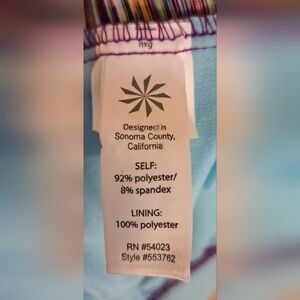 nxg
Designed in
Sonoma County,
California
SELF:
92% polyester/
8% spandex
LINING:
100% polyester
RN #54023
Style #553762